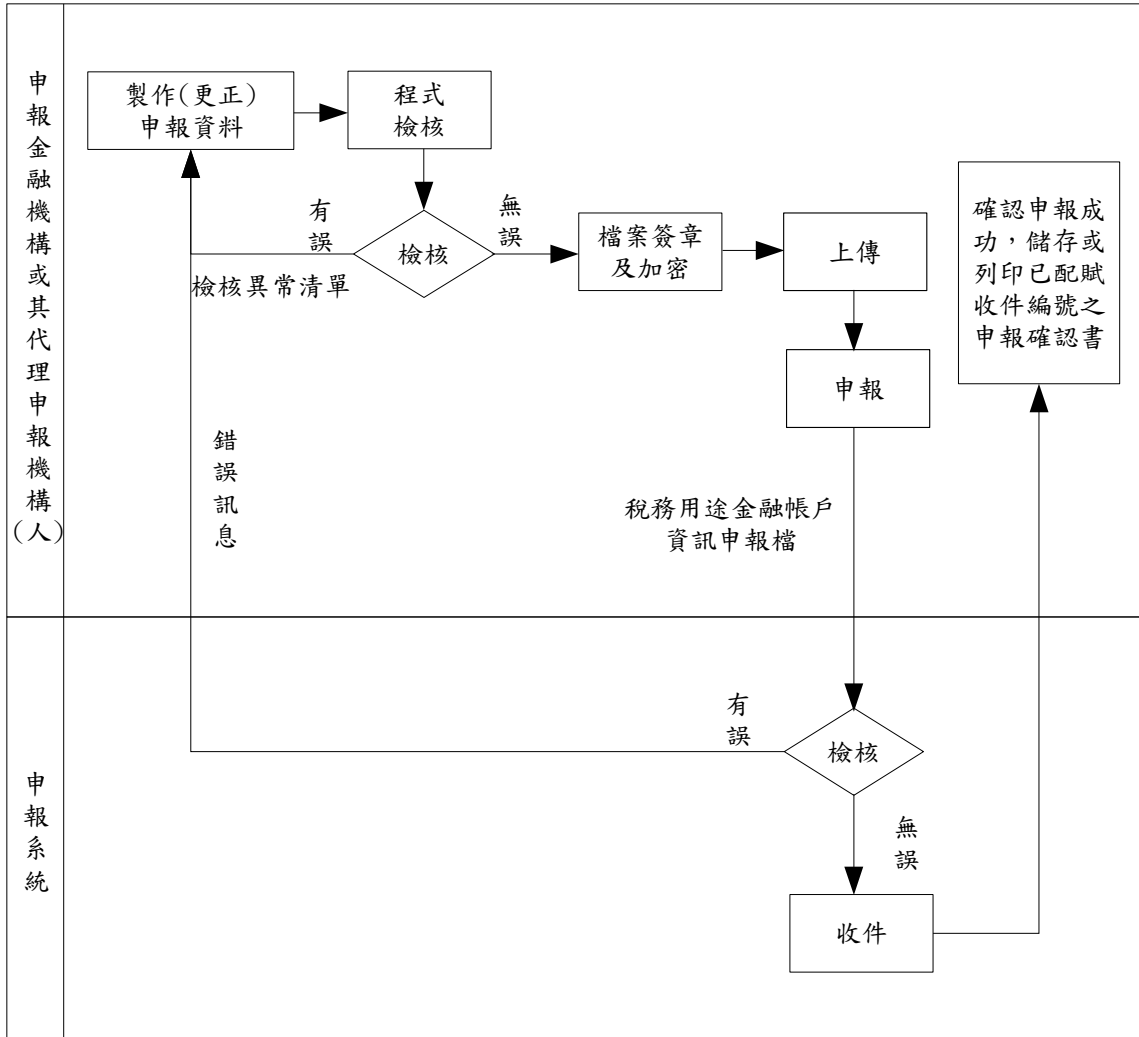 申報金融機構或其代理申報機構(人)
製作(更正)
申報資料
程式
檢核
有誤
無誤
檢核
檢核異常清單
檔案簽章
及加密
上傳
申報
確認申報成
功，儲存或
列印已配賦
收件編號之
申報確認書
錯誤訊息
稅務用途金融帳戶
資訊申報檔
申報系統
有誤
檢核
無誤
收件